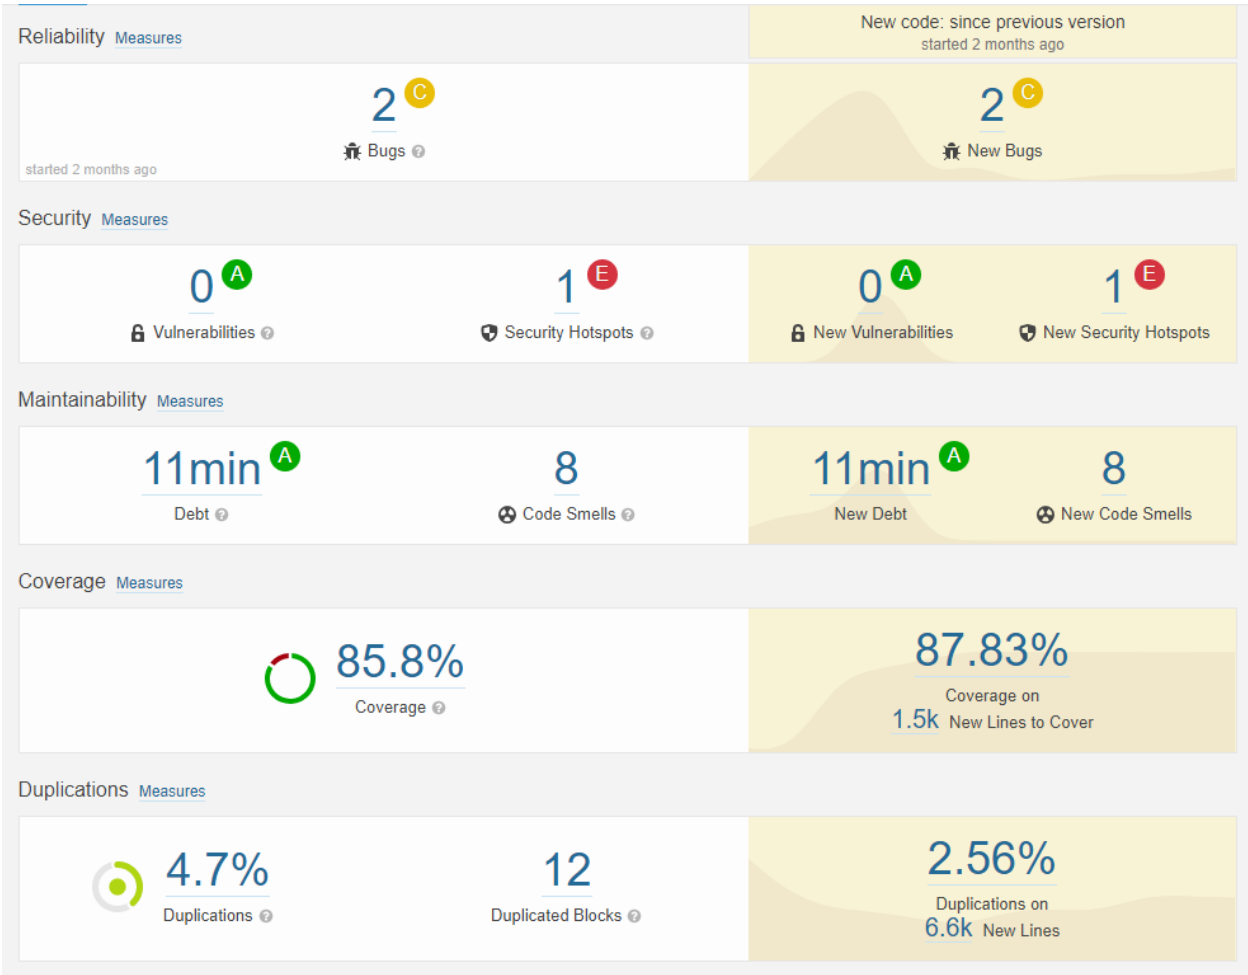 Reliability Measures
New code: since previous version
started 2 months ago
2 C
Bugs ?
started 2 months ago
2 C
New Bugs
Security Measures
0 A
Vulnerabilities ?
1 E
Security Hotspots ?
0 A
New Vulnerabilities
1 E
New Security Hotspots
Maintainability Measures
11min A
Debt ?
8
Code Smells ?
11min A
New Debt
8
New Code Smells
Coverage Measures
85.8%
Coverage ?
87.83%
Coverage on
1.5k New Lines to Cover
Duplications Measures
4.7%
Duplications ?
12
Duplicated Blocks ?
2.56%
Duplications on
6.6k New Lines